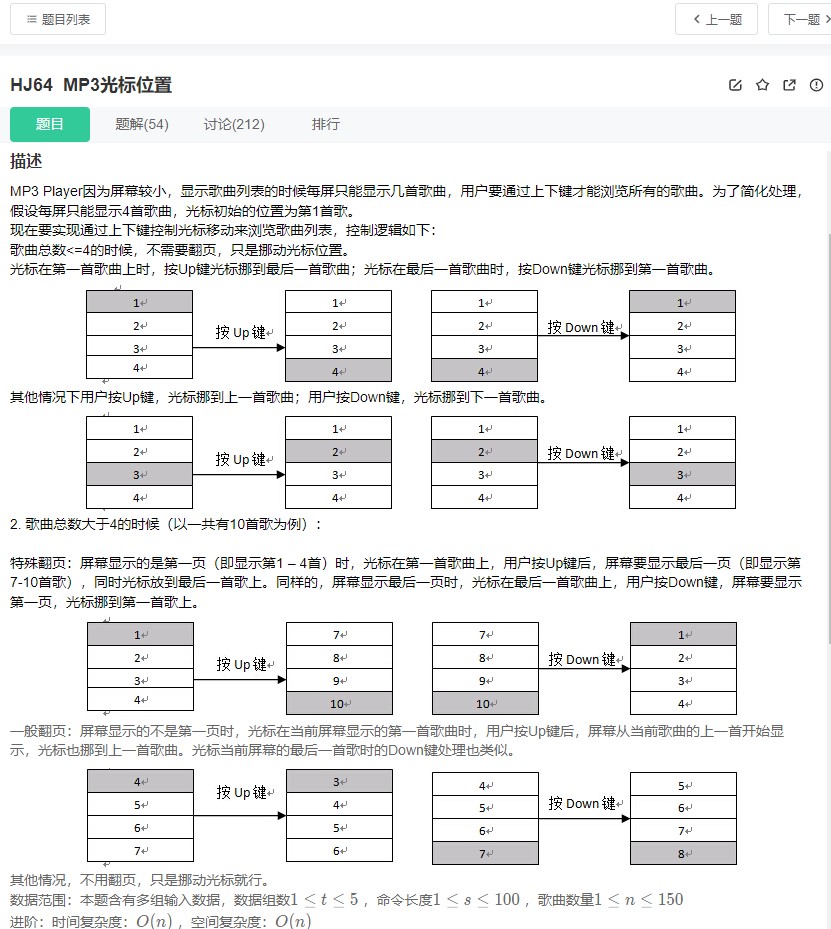 题目列表
上一题
下一题
HJ64 MP3光标位置
题目 题解(54) 讨论(212) 排行
描述
MP3 Player因为屏幕较小，显示歌曲列表的时候每屏只能显示几首歌曲，用户要通过上下键才能浏览所有的歌曲。为了简化处理，
假设每屏只能显示4首歌曲，光标初始的位置为第1首歌。
现在要实现通过上下键控制光标移动来浏览歌曲列表，控制逻辑如下：
歌曲总数<=4的时候，不需要翻页，只是挪动光标位置。
光标在第一首歌曲上时，按Up键光标挪到最后一首歌曲；光标在最后一首歌曲时，按Down键光标挪到第一首歌曲。
1 1 1 1
2 按 Up 键 2 2 按 Down 键 2
3 3 3 3
4 4 4 4
其他情况下用户按Up键，光标挪到上一首歌曲；用户按Down键，光标挪到下一首歌曲。
1 1 1 1
2 按 Up 键 2 2 按 Down 键 2
3 3 3 3
4 4 4 4
2. 歌曲总数大于4的时候（以一共有10首歌为例）：
特殊翻页：屏幕显示的是第一页（即显示第1 – 4首）时，光标在第一首歌曲上，用户按Up键后，屏幕要显示最后一页（即显示第
7-10首歌），同时光标放到最后一首歌上。同样的，屏幕显示最后一页时，光标在最后一首歌曲上，用户按Down键，屏幕要显示
第一页，光标挪到第一首歌上。
1 7 7 1
2 按 Up 键 8 8 按 Down 键 2
3 9 9 3
4 10 10 4
一般翻页：屏幕显示的不是第一页时，光标在当前屏幕显示的第一首歌曲时，用户按Up键后，屏幕从当前歌曲的上一首开始显
示，光标也挪到上一首歌曲。光标当前屏幕的最后一首歌时的Down键处理也类似。
4 3 4 5
5 按 Up 键 4 5 按 Down 键 6
6 5 6 7
7 6 7 8
其他情况，不用翻页，只是挪动光标就行。
数据范围：本题含有多组输入数据，数据组数1 ≤ t ≤ 5 ，命令长度1 ≤ s ≤ 100 ，歌曲数量1 ≤ n ≤ 150
进阶：时间复杂度：O(n) ，空间复杂度：O(n)